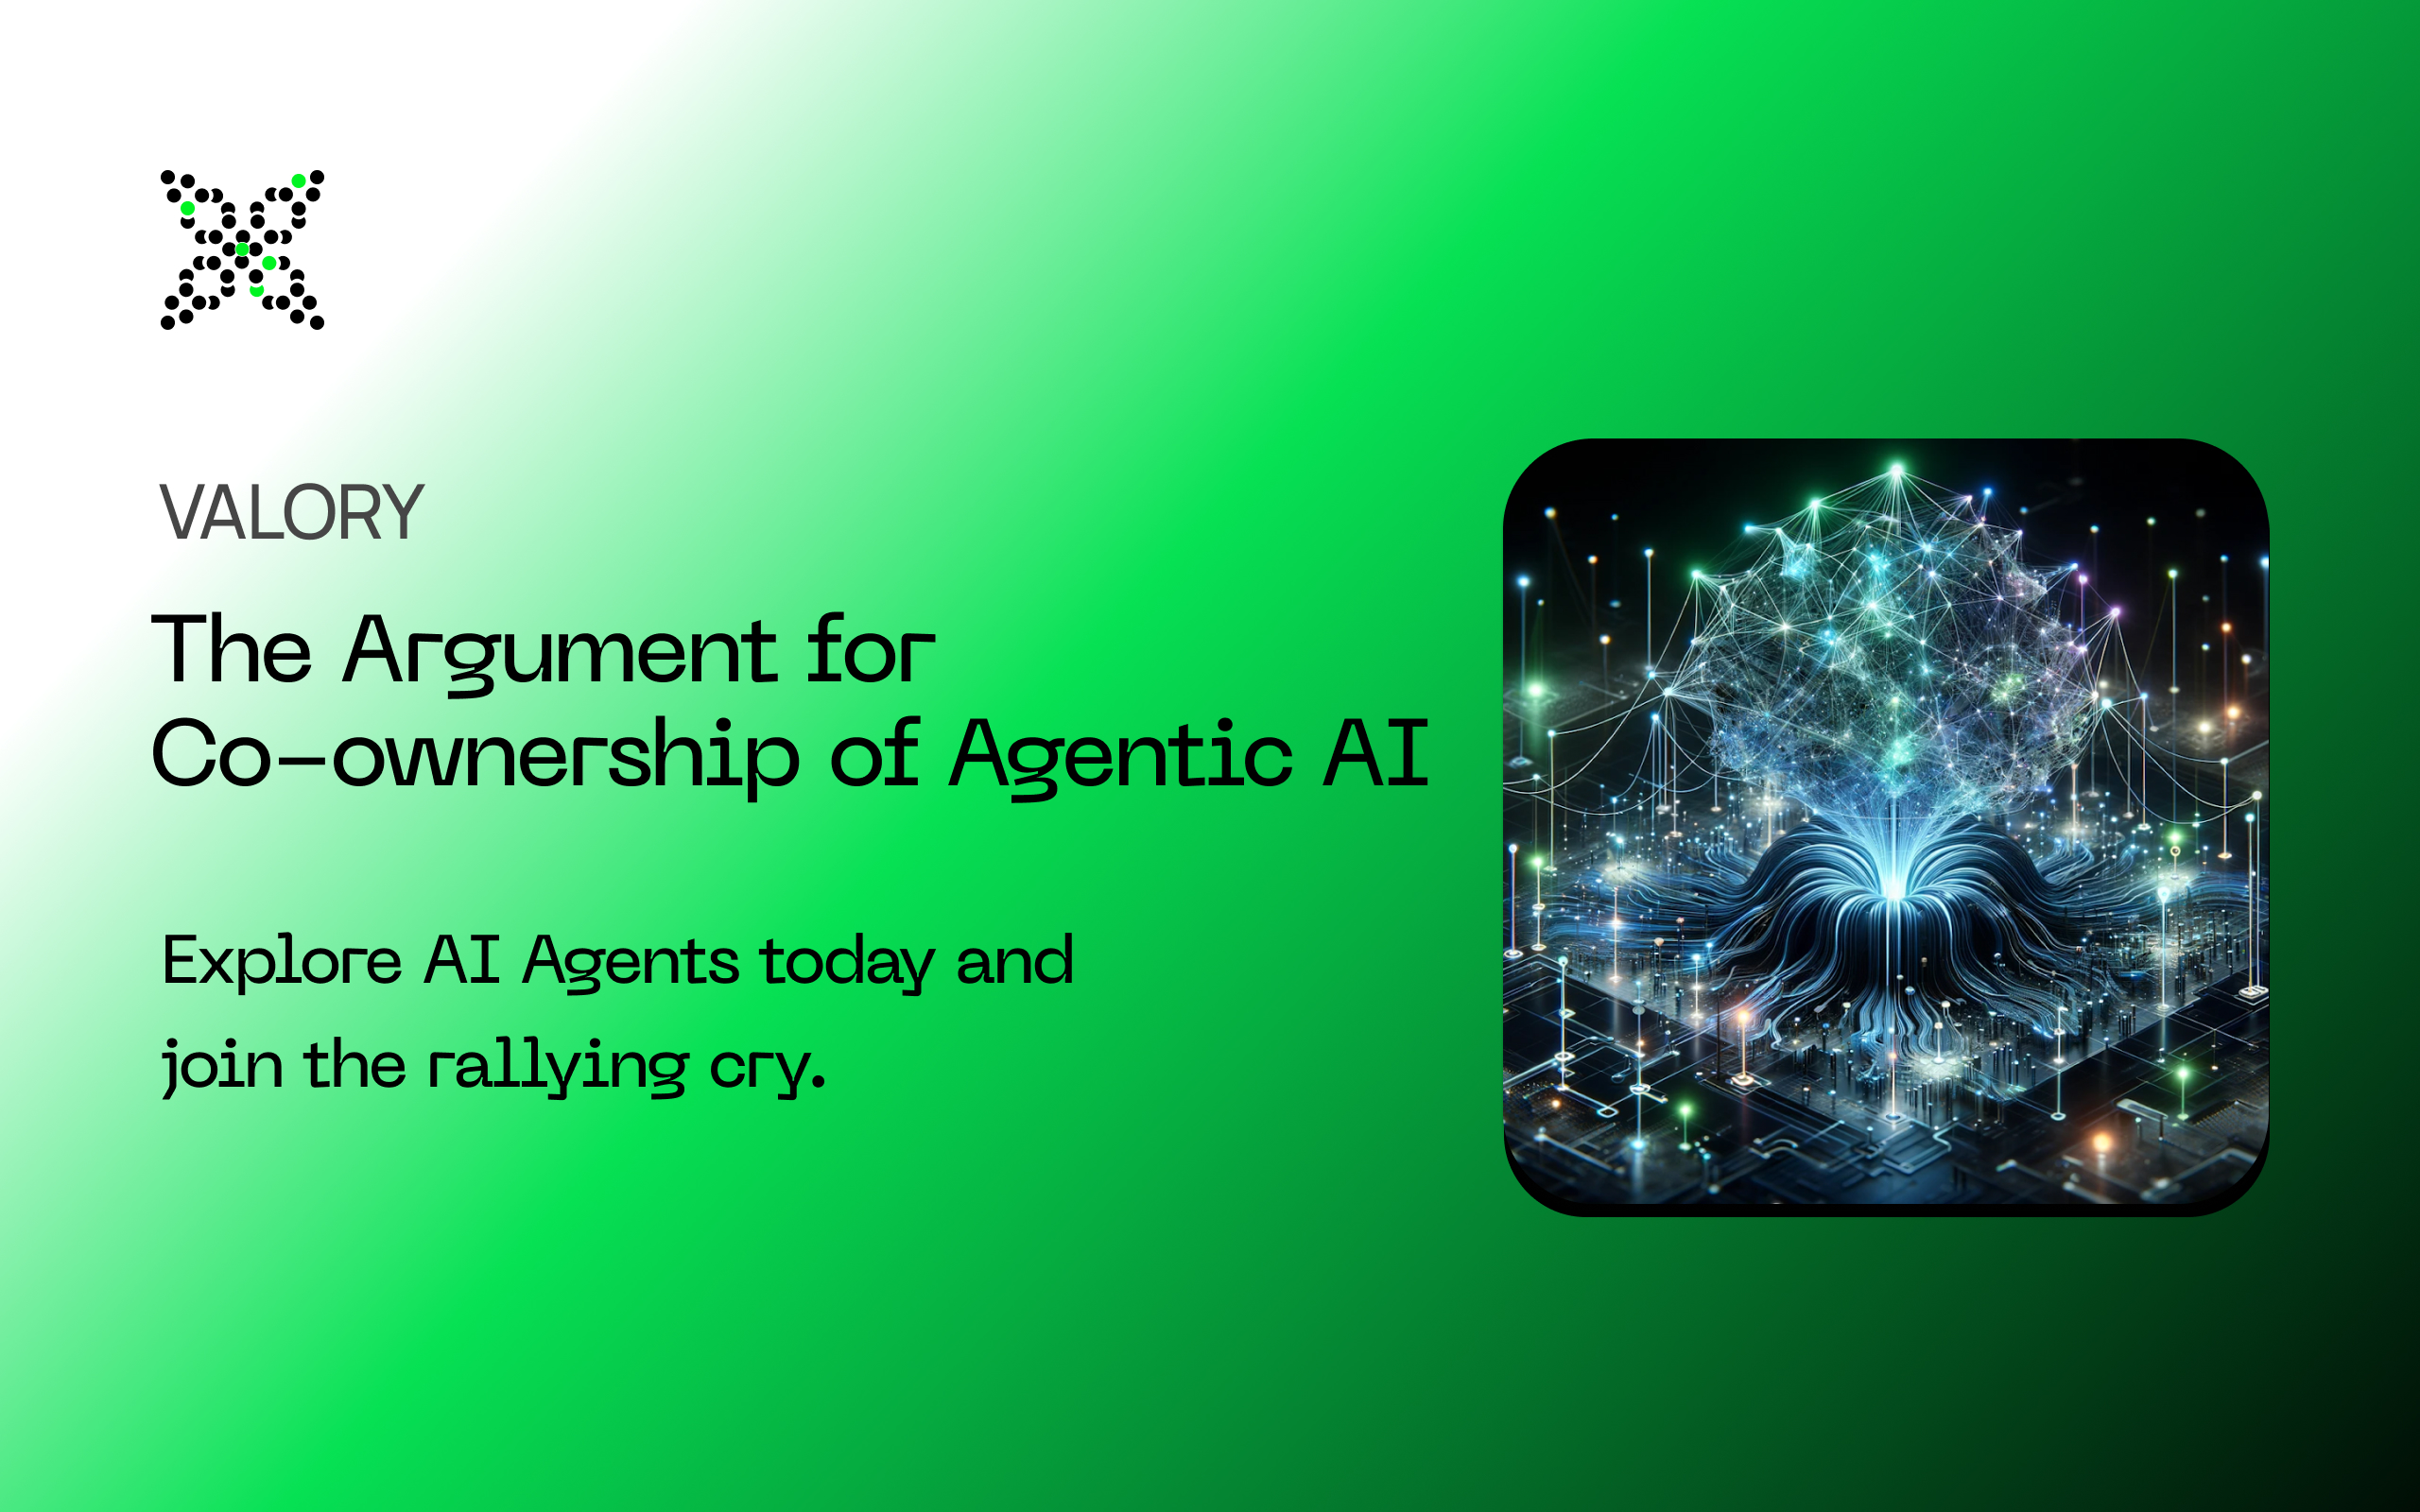 VALORY
The Argument for
Co-ownership of Agentic AI
Explore AI Agents today and
join the rallying cry.